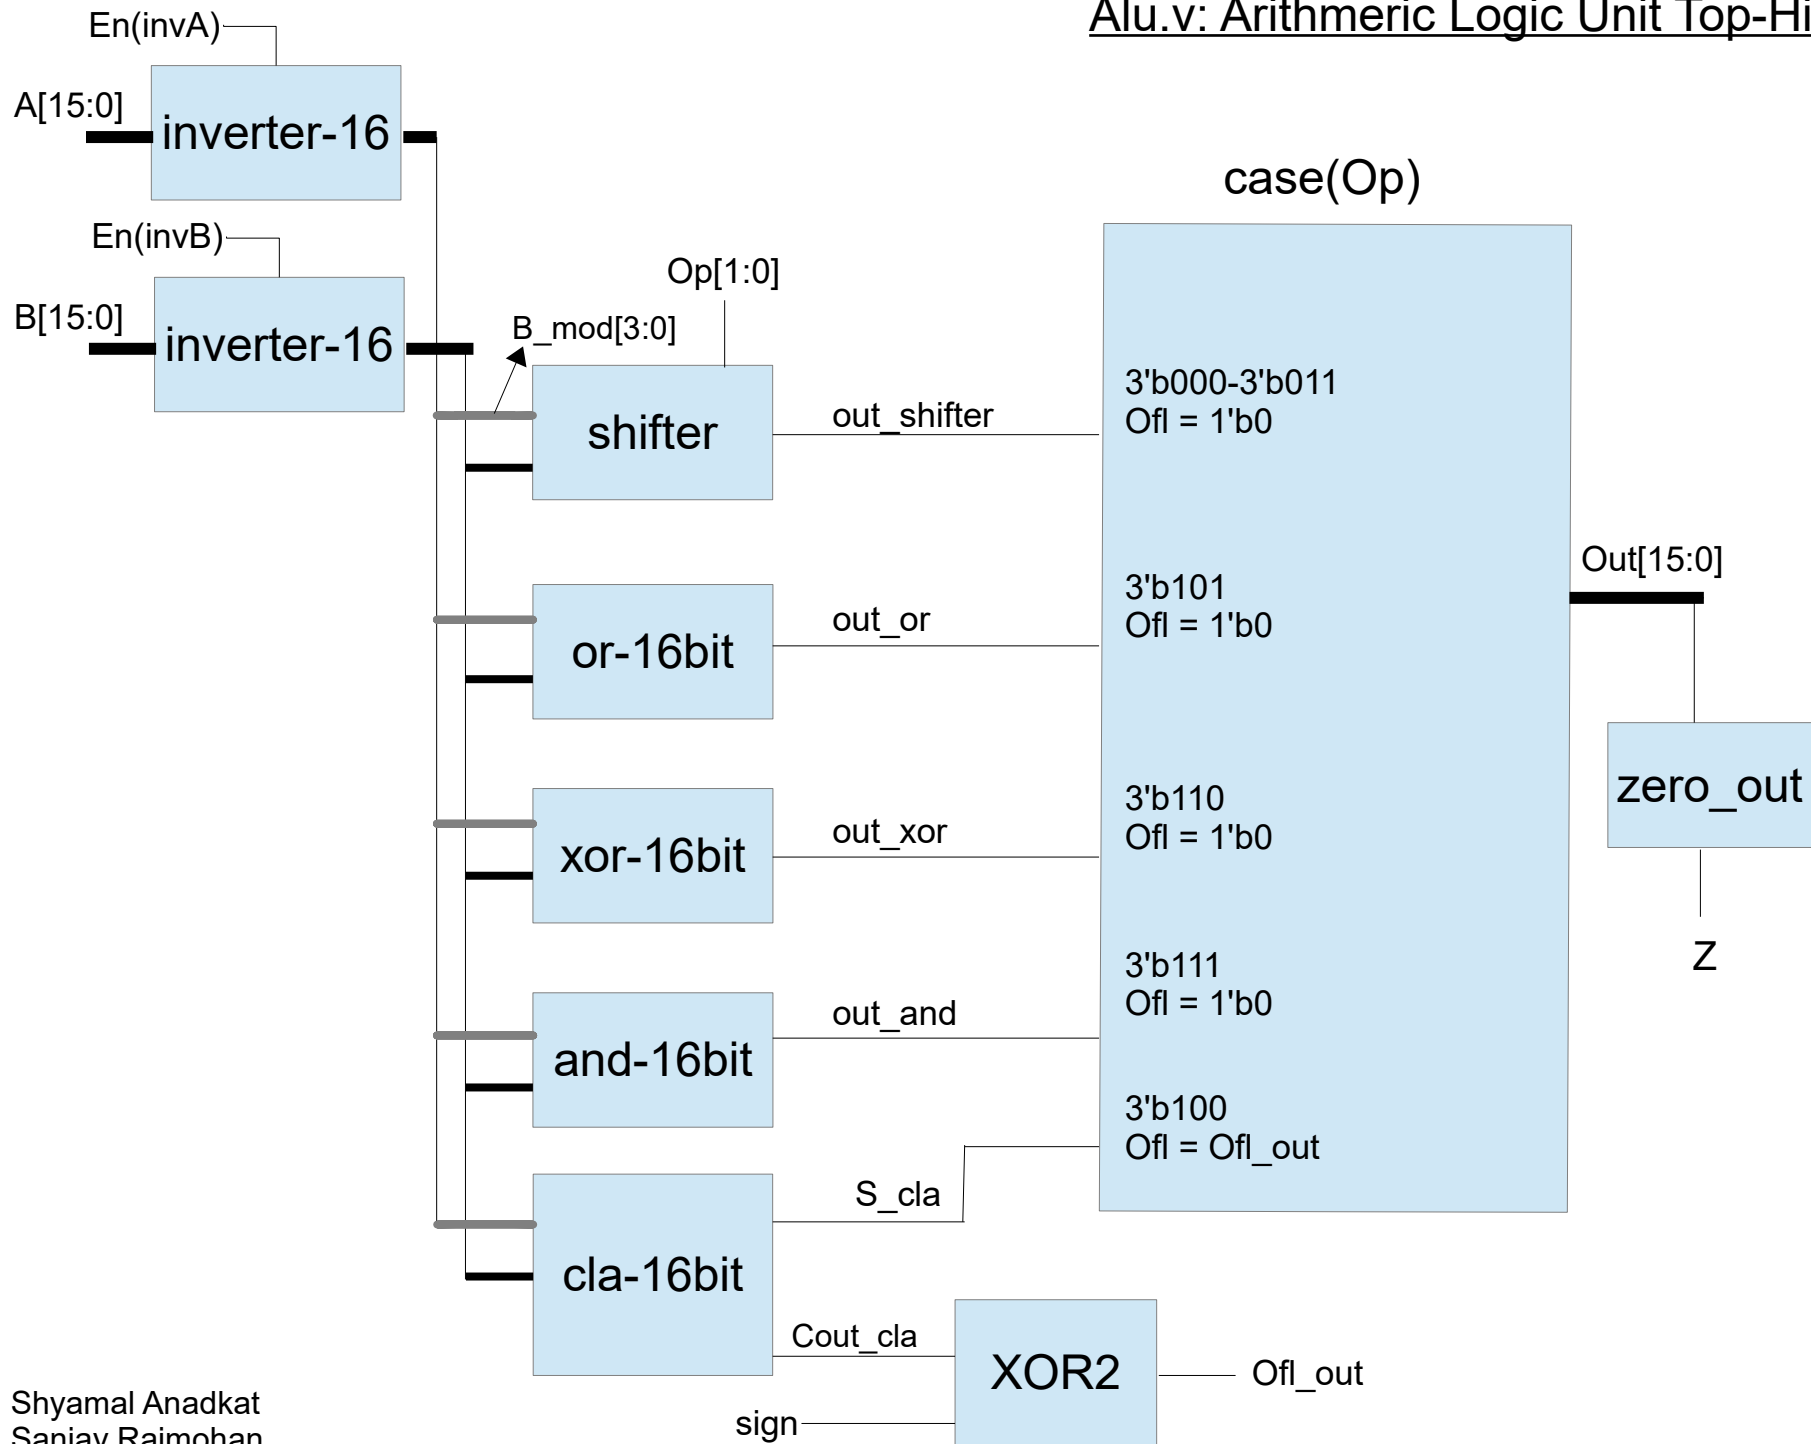 Alu.v: Arithmeric Logic Unit Top-Hi
En(invA)
A[15:0]
inverter-16
case(Op)
En(invB)
Op[1:0]
B[15:0]
inverter-16
B_mod[3:0]
3'b000-3'b011
Ofl = 1'b0
shifter
out_shifter
Out[15:0]
3'b101
Ofl = 1'b0
out_or
or-16bit
zero_out
3'b110
Ofl = 1'b0
out_xor
xor-16bit
Z
3'b111
Ofl = 1'b0
out_and
and-16bit
3'b100
Ofl = Ofl_out
S_cla
cla-16bit
Cout_cla
XOR2
Ofl_out
sign
Shyamal Anadkat
Sanjay Rajmohan